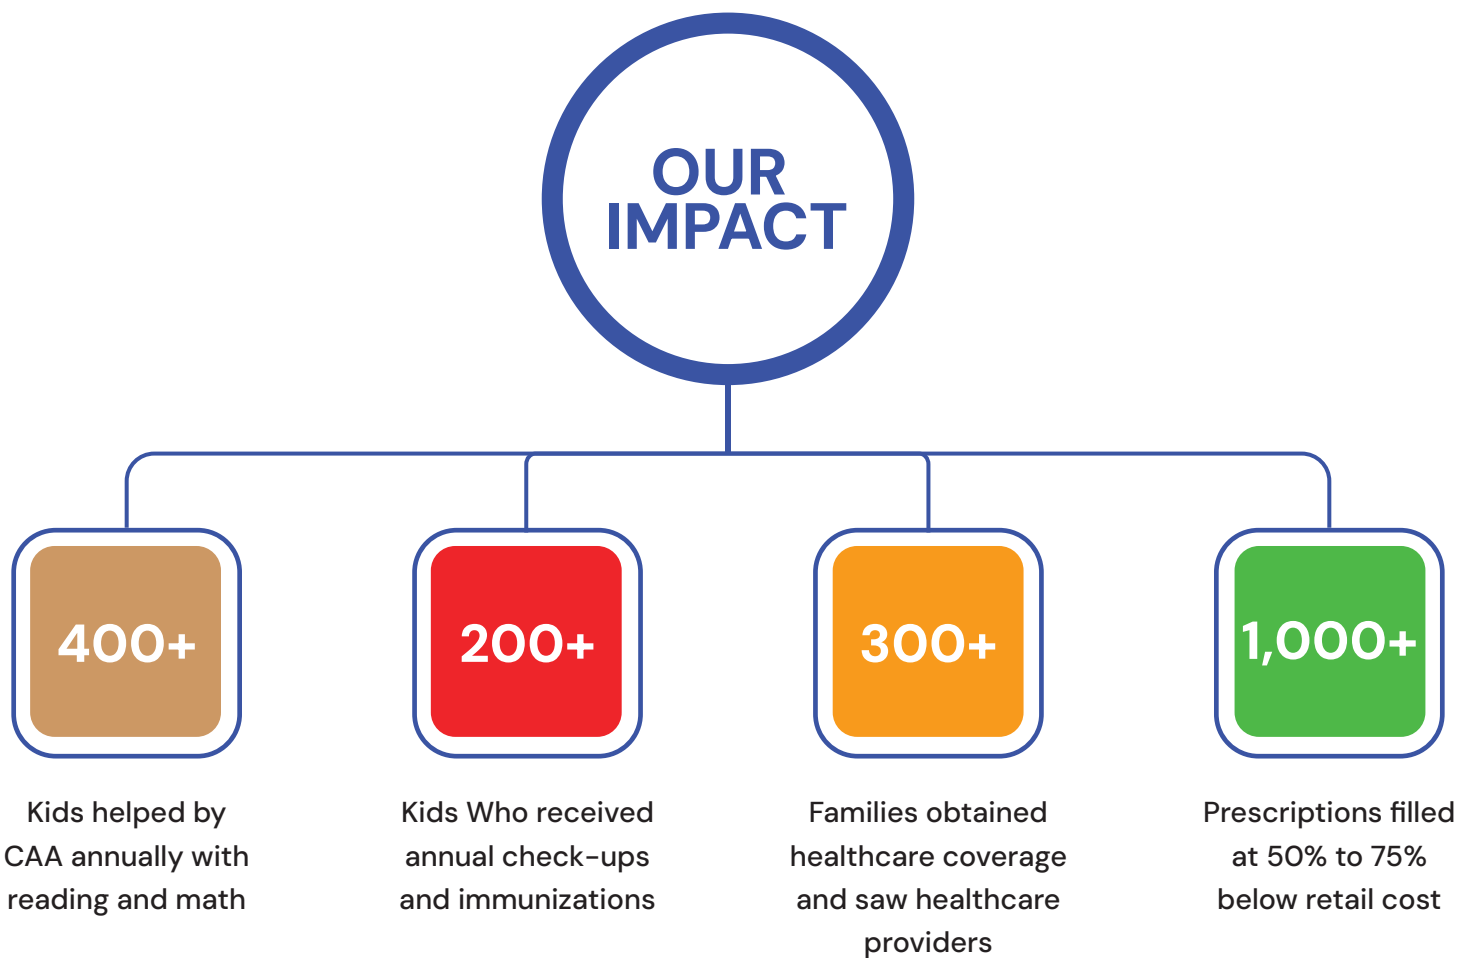 OUR
IMPACT
400+
Kids helped by
CAA annually with
reading and math
200+
Kids Who received
annual check-ups
and immunizations
300+
Families obtained
healthcare coverage
and saw healthcare
providers
1,000+
Prescriptions filled
at 50% to 75%
below retail cost